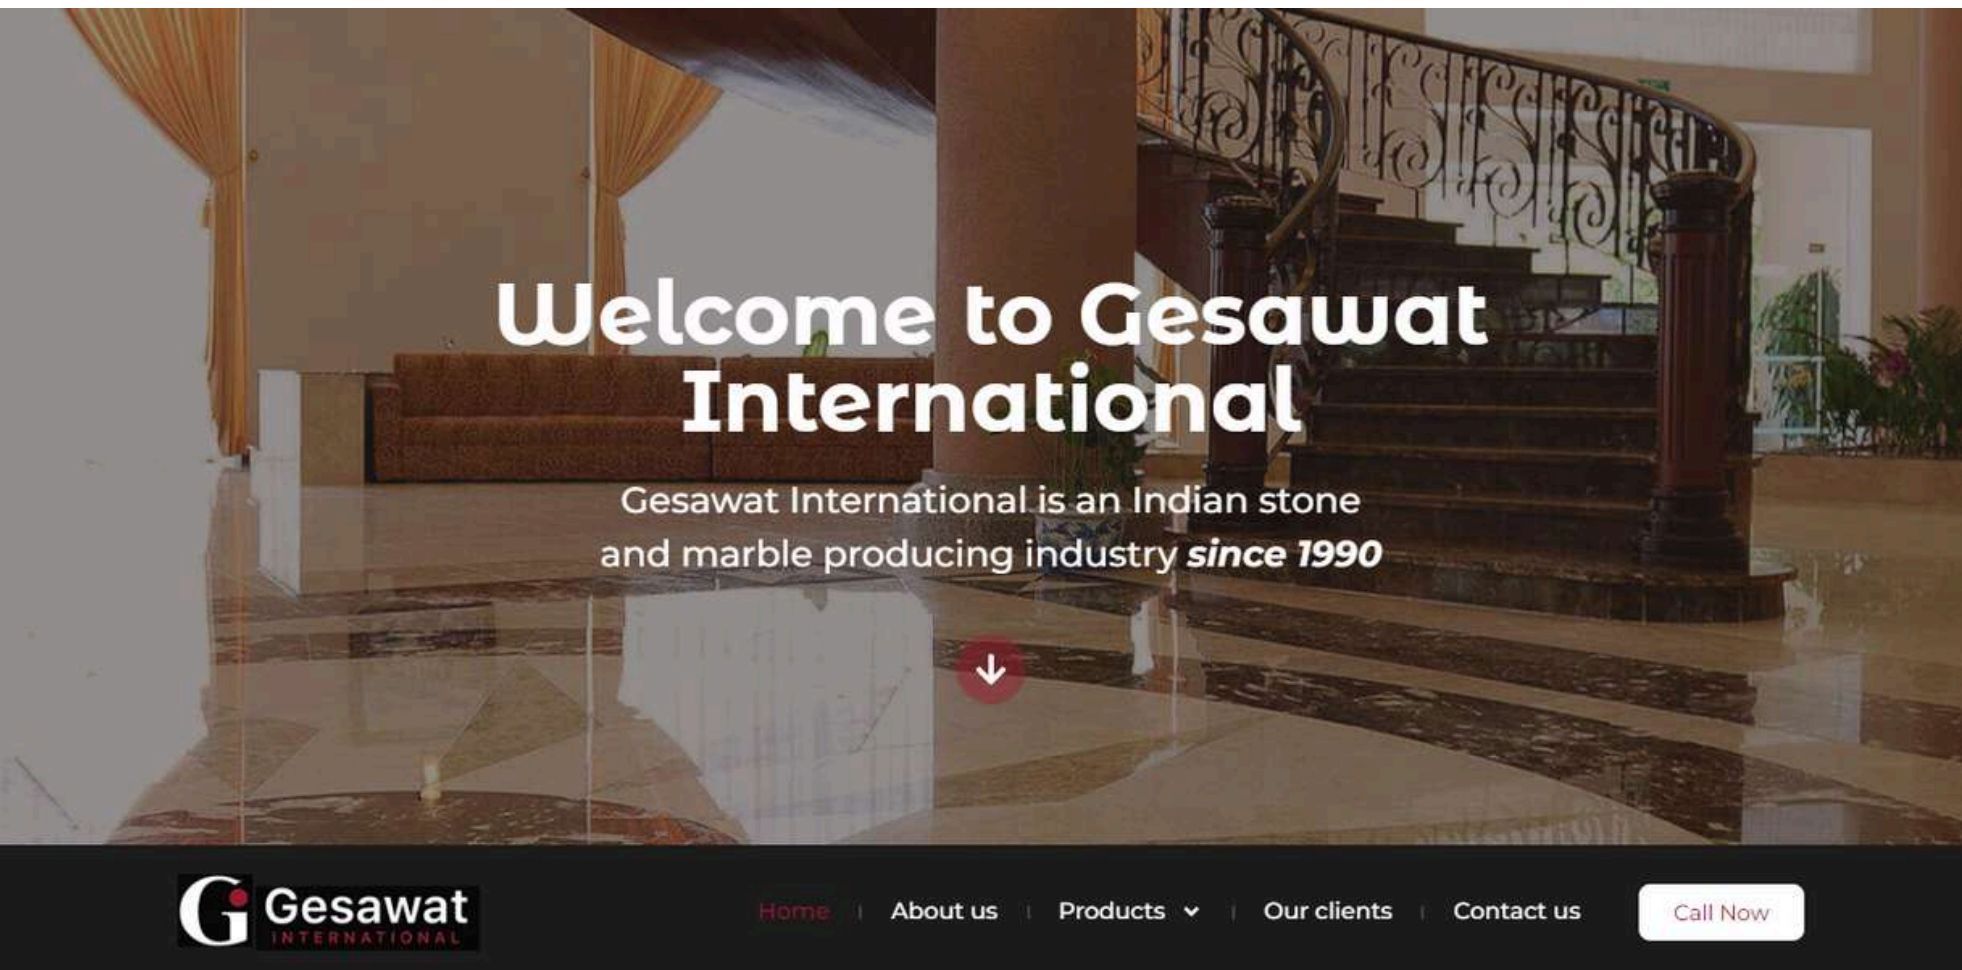 Welcome to Gesawat
International
Gesawat International is an Indian stone
and marble producing industry since 1990
Gesawat
INTERNATIONAL
Home
About us
Products
Our clients
Contact us
Call Now